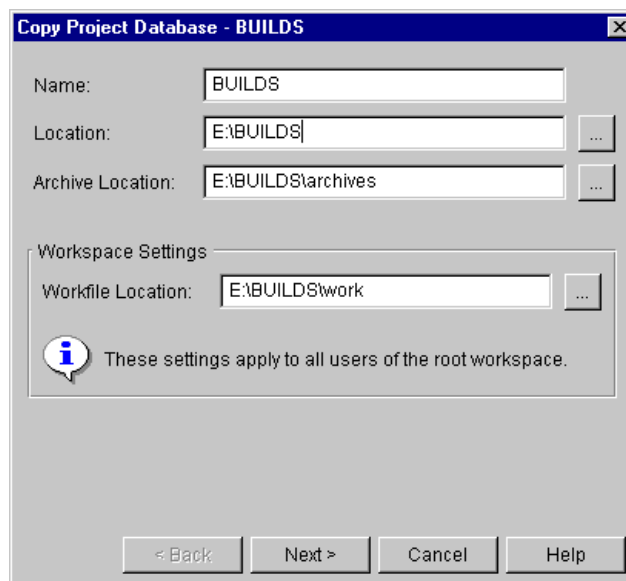 Copy Project Database - BUILDS
Name: BUILDS
Location: E:\BUILDS ...
Archive Location: E:\BUILDS\archives ...
Workspace Settings
Workfile Location: E:\BUILDS\work ...
These settings apply to all users of the root workspace.
< Back Next > Cancel Help